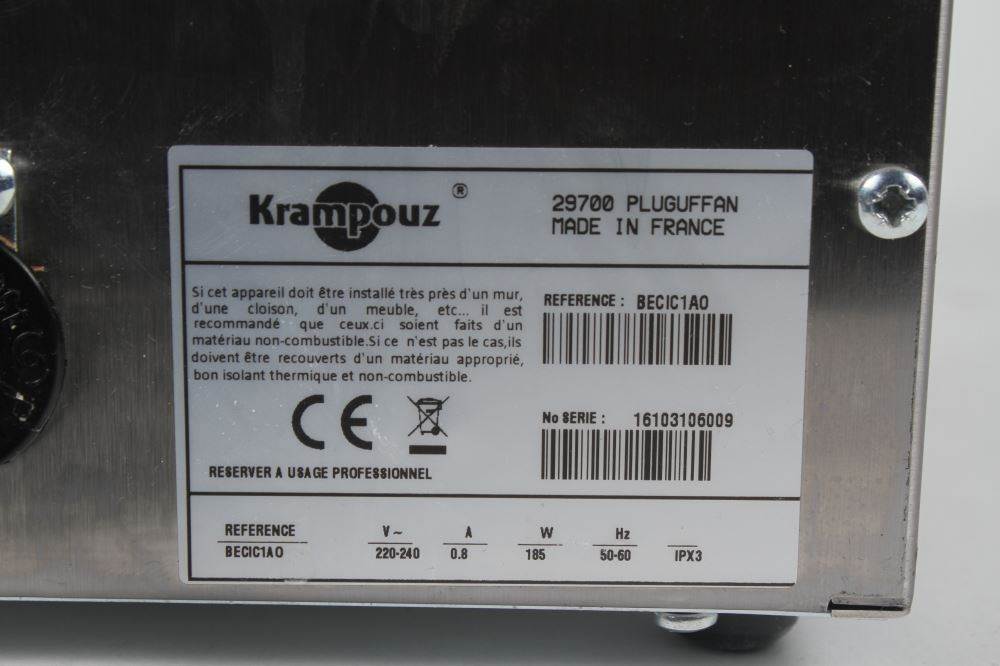 Krampouz ®
29700 PLUGUFFAN
MADE IN FRANCE
Si cet appareil doit être installé très près d'un mur,
d'une cloison, d'un meuble, etc... il est
recommandé que ceux.ci soient faits d'un
matériau non-combustible.Si ce n'est pas le cas,ils
doivent être recouverts d'un matériau approprié,
bon isolant thermique et non-combustible.
CE
RESERVER A USAGE PROFESSIONNEL
REFERENCE : BECIC1AO
No SERIE : 16103106009
REFERENCE V~ A W Hz
BECIC1AO 220-240 0.8 185 50-60 IPX3